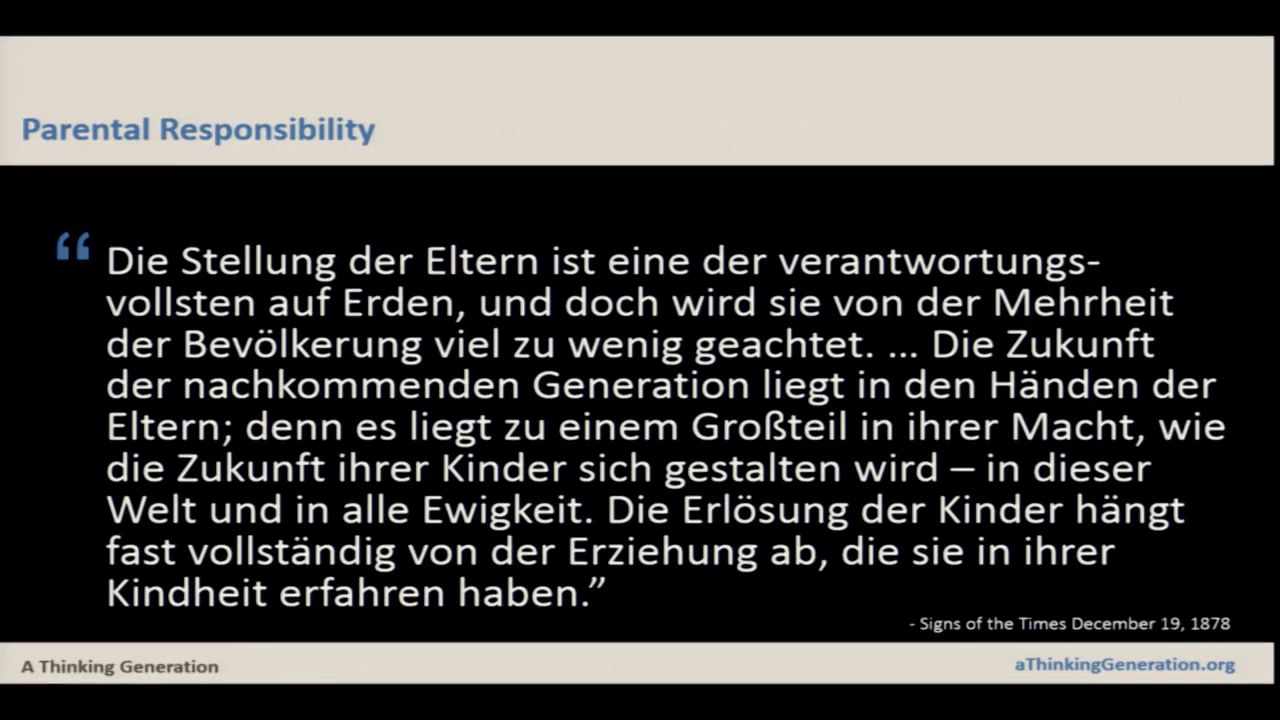 Parental Responsibility
“ Die Stellung der Eltern ist eine der verantwortungs-
vollsten auf Erden, und doch wird sie von der Mehrheit
der Bevölkerung viel zu wenig geachtet. ... Die Zukunft
der nachkommenden Generation liegt in den Händen der
Eltern; denn es liegt zu einem Großteil in ihrer Macht, wie
die Zukunft ihrer Kinder sich gestalten wird – in dieser
Welt und in alle Ewigkeit. Die Erlösung der Kinder hängt
fast vollständig von der Erziehung ab, die sie in ihrer
Kindheit erfahren haben.”
- Signs of the Times December 19, 1878
A Thinking Generation
aThinkingGeneration.org